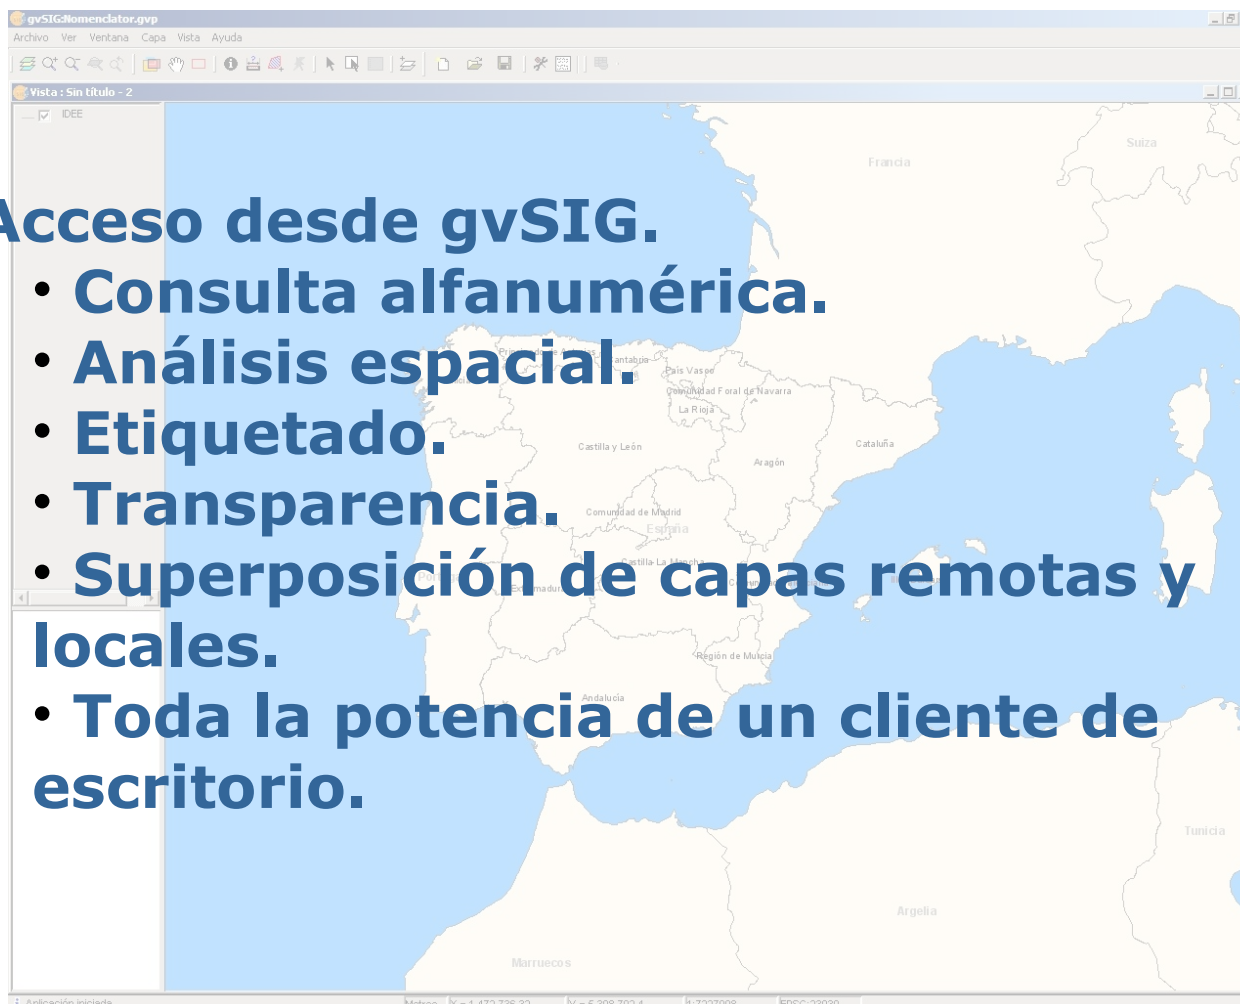 gvSIG:Nomenclator.gvp
Archivo Ver Ventana Capa Vista Ayuda
Vista : Sin título - 2
IDEE
Suiza
Francia
Acceso desde gvSIG.
• Consulta alfanumérica.
• Análisis espacial.
• Etiquetado.
• Transparencia.
• Superposición de capas remotas y
locales.
• Toda la potencia de un cliente de
escritorio.
País Vasco
Comunidad Foral de Navarra
La Rioja
Castilla y León
Cataluña
Aragón
Comunidad de Madrid
España
Castilla-La Mancha
Región de Murcia
Andalucía
Tunicia
Argelia
Marruecos
Aplicación iniciada